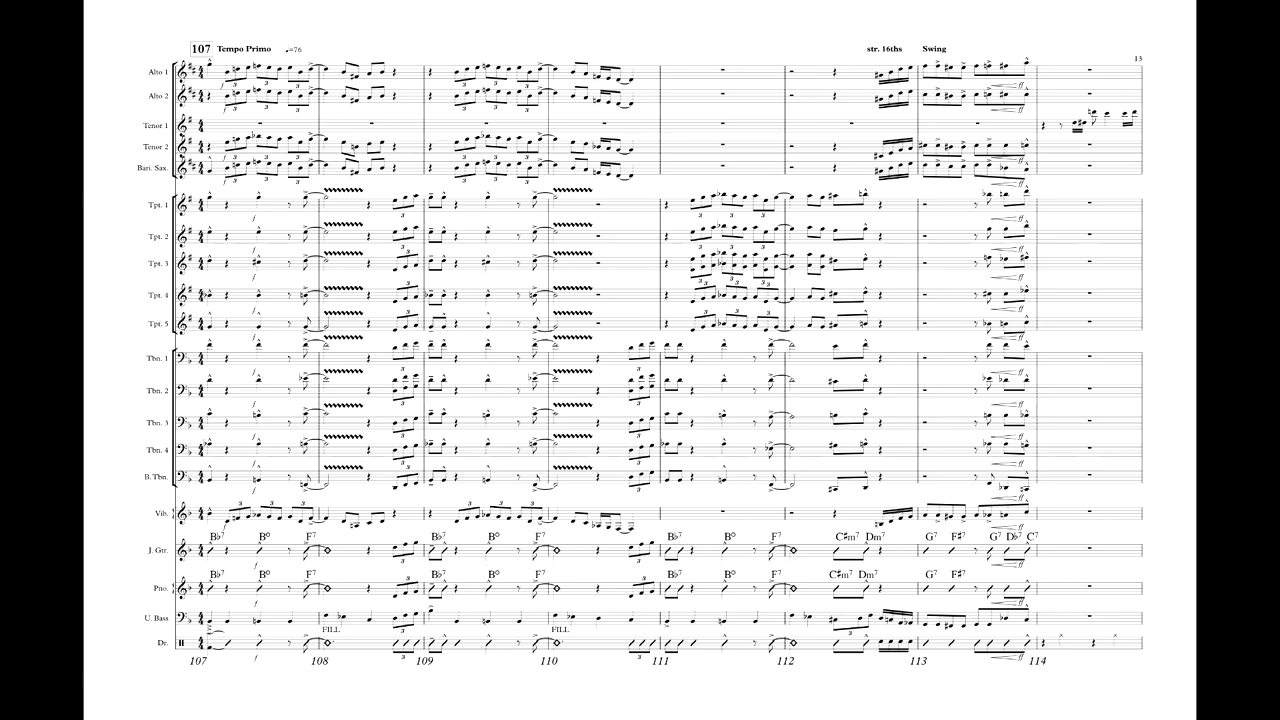 107 Tempo Primo ♩=76 str. 16ths Swing
13
Alto 1
Alto 2
Tenor 1
Tenor 2
Bari. Sax.
Tpt. 1
Tpt. 2
Tpt. 3
Tpt. 4
Tpt. 5
Tbn. 1
Tbn. 2
Tbn. 3
Tbn. 4
B. Tbn.
Vib.
B♭7 B° F7 B♭7 B° F7 B♭7 B° F7 C#m7 Dm7 G7 F#7 G7 D♭7 C7
J. Gtr.
B♭7 B° F7 B♭7 B° F7 B♭7 B° F7 C#m7 Dm7 G7 F#7
Pno.
U. Bass
FILL FILL
Dr.
107 108 109 110 111 112 113 114